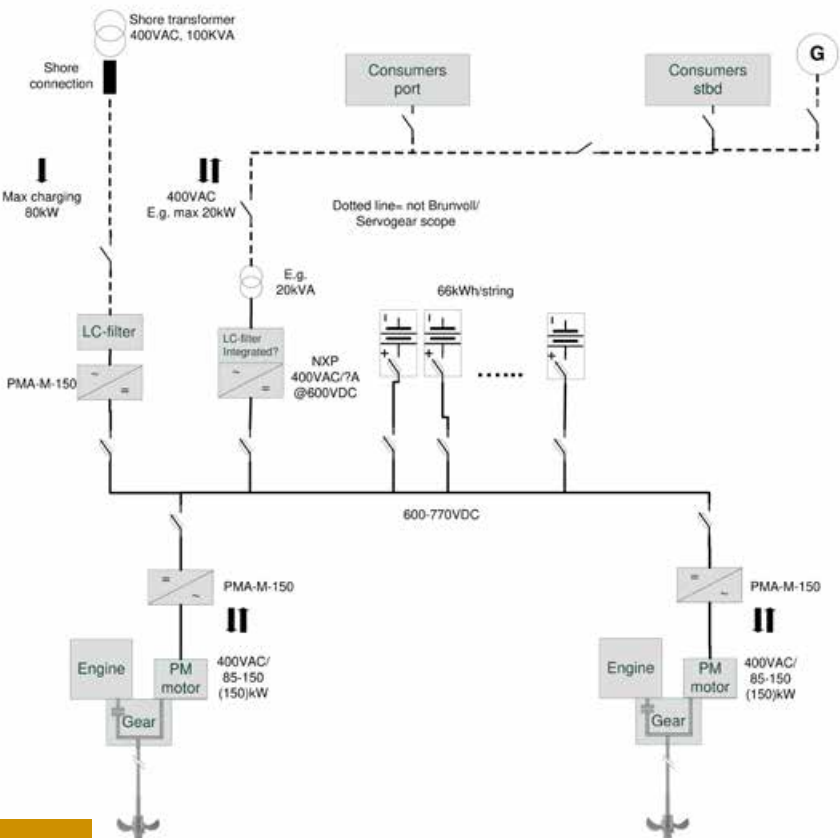 Shore transformer
400VAC, 100KVA
G
Shore
connection
Consumers
port
Consumers
stbd
Max charging
80kW
400VAC
E.g. max 20kW
Dotted line= not Brunvoll/
Servogear scope
E.g.
20kVA
66kWh/string
LC-filter
LC-filter
Integrated?
NXP
400VAC/?A
@600VDC
PMA-M-150
~
=
~
=
I
+
I
+
I
+
......
600-770VDC
=
~
PMA-M-150
=
~
PMA-M-150
Engine
PM
motor
400VAC/
85-150
(150)kW
Gear
Engine
PM
motor
400VAC/
85-150
(150)kW
Gear